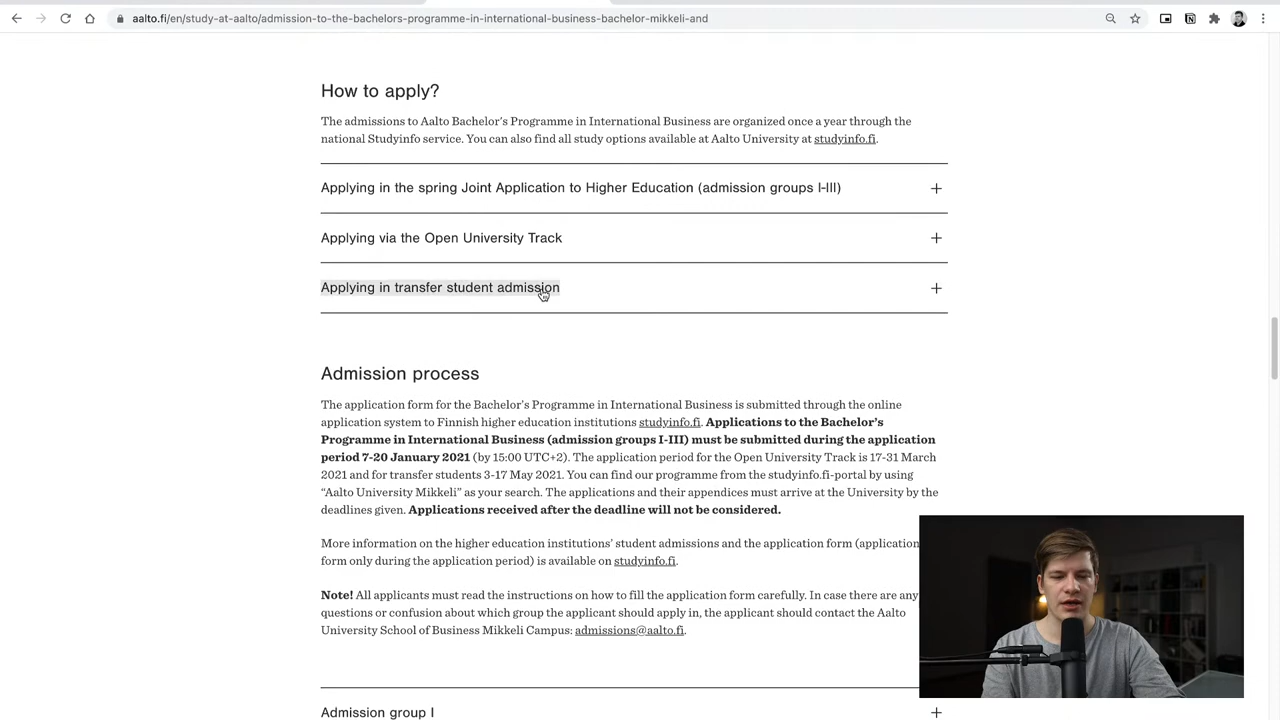 aalto.fi/en/study-at-aalto/admission-to-the-bachelors-programme-in-international-business-bachelor-mikkeli-and
How to apply?
The admissions to Aalto Bachelor's Programme in International Business are organized once a year through the
national Studyinfo service. You can also find all study options available at Aalto University at studyinfo.fi.
Applying in the spring Joint Application to Higher Education (admission groups I-III)
Applying via the Open University Track
Applying in transfer student admission
Admission process
The application form for the Bachelor's Programme in International Business is submitted through the online
application system to Finnish higher education institutions studyinfo.fi. Applications to the Bachelor's
Programme in International Business (admission groups I-III) must be submitted during the application
period 7-20 January 2021 (by 15:00 UTC+2). The application period for the Open University Track is 17-31 March
2021 and for transfer students 3-17 May 2021. You can find our programme from the studyinfo.fi-portal by using
“Aalto University Mikkeli” as your search. The applications and their appendices must arrive at the University by the
deadlines given. Applications received after the deadline will not be considered.
More information on the higher education institutions' student admissions and the application form (application
form only during the application period) is available on studyinfo.fi.
Note! All applicants must read the instructions on how to fill the application form carefully. In case there are any
questions or confusion about which group the applicant should apply in, the applicant should contact the Aalto
University School of Business Mikkeli Campus: admissions@aalto.fi.
Admission group I